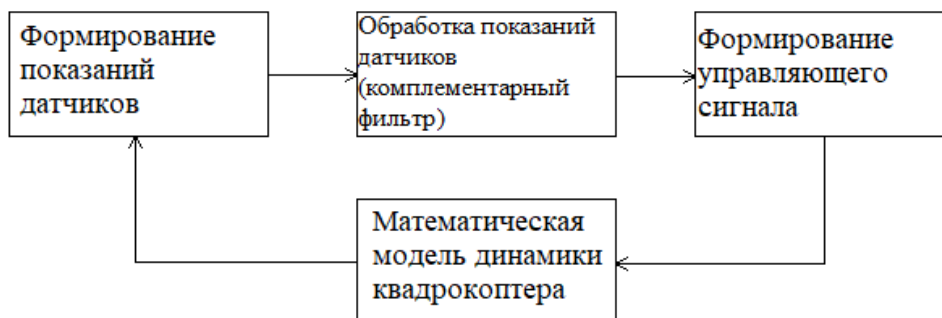 Формирование
показаний
датчиков
Обработка показаний
датчиков
(комплементарный
фильтр)
Формирование
управляющего
сигнала
Математическая
модель динамики
квадрокоптера